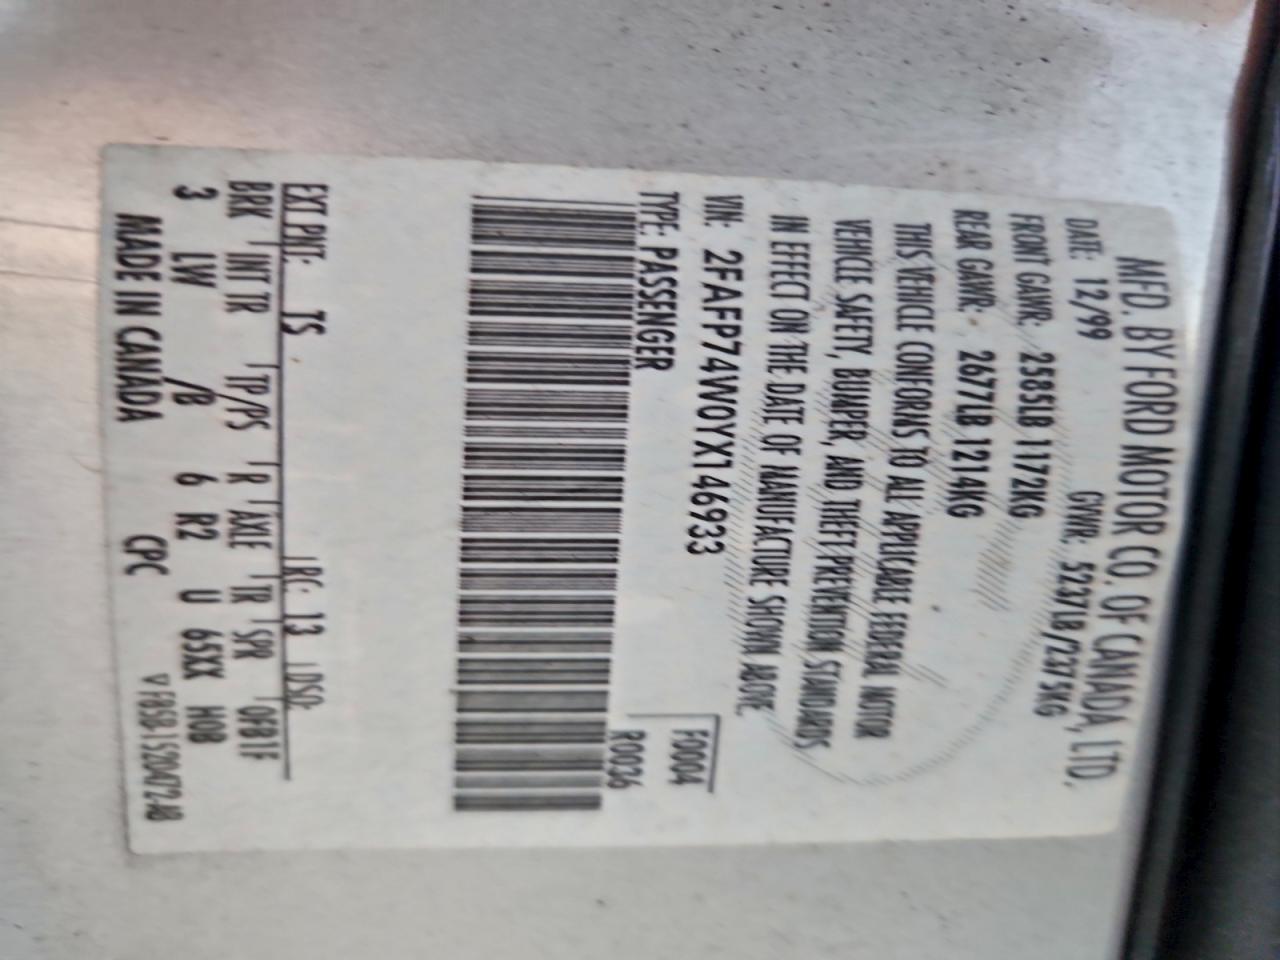 MFD. BY FORD MOTOR CO. OF CANADA, LTD.
DATE: 12/99 GVWR: 5237LB/2375KG
FRONT GAWR: 2585LB 1172KG
REAR GAWR: 2677LB 1214KG
THIS VEHICLE CONFORMS TO ALL APPLICABLE FEDERAL MOTOR
VEHICLE SAFETY, BUMPER, AND THEFT PREVENTION STANDARDS
IN EFFECT ON THE DATE OF MANUFACTURE SHOWN ABOVE.
VIN: 2FAFP74W0YX146933 F0004
TYPE: PASSENGER R0036
EXT PNT: TS RC: 13 DSO:
BRK INT TR TP/PS R AXLE TR SPR QFB1F
3 LW /B 6 R2 U 65XX H0B
MADE IN CANADA CPC